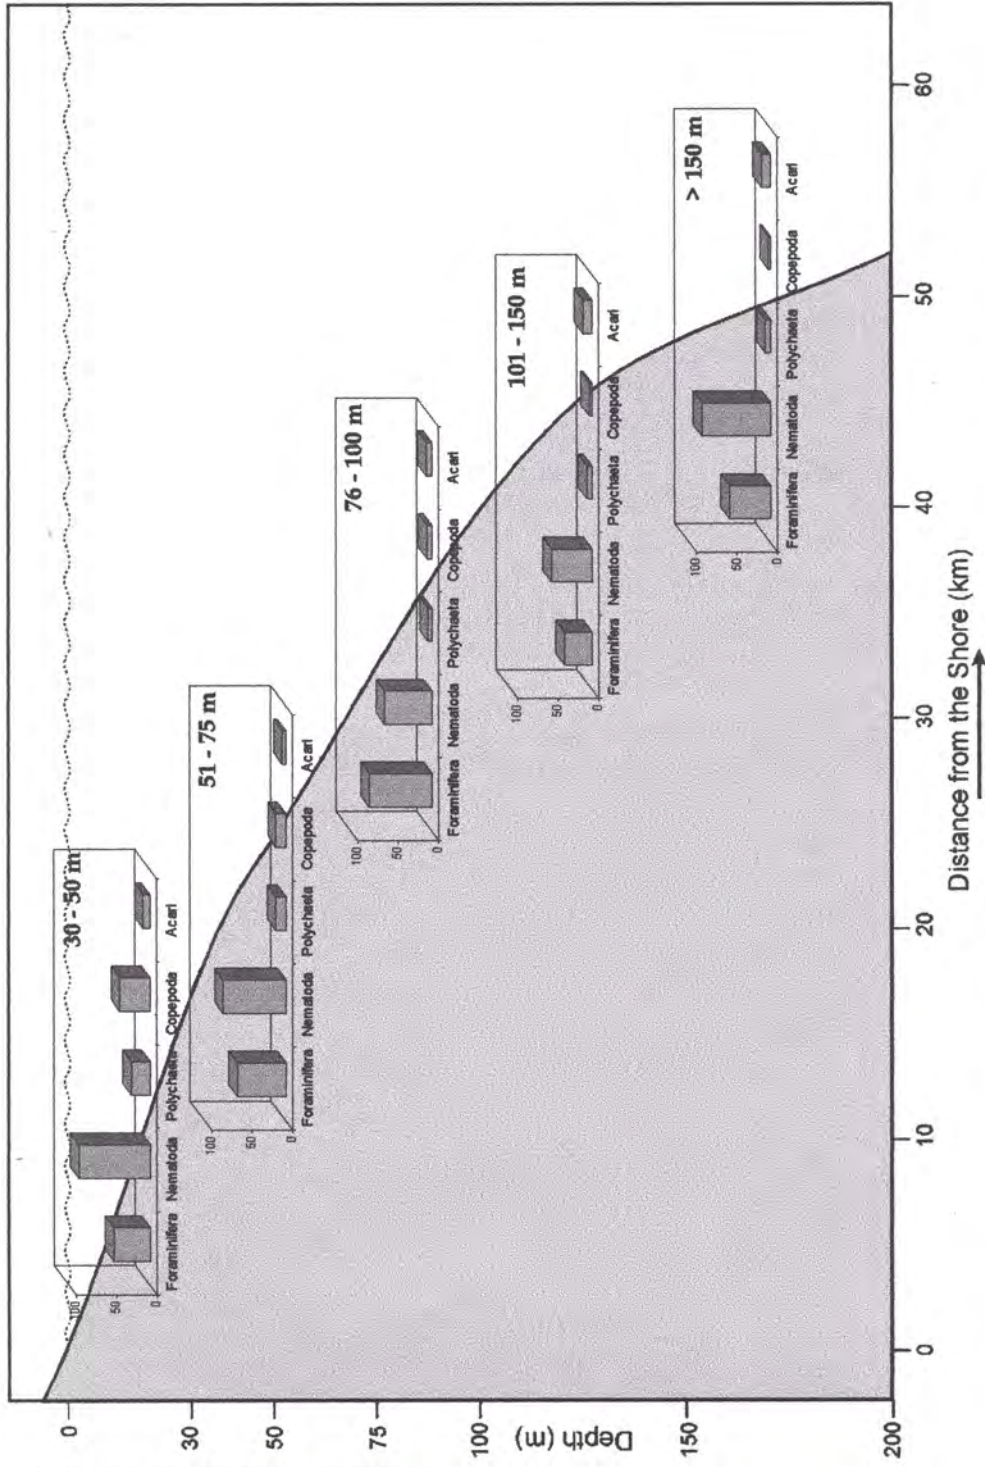 30 - 50 m
100
50
0
Foraminifera Nematoda Polychaeta Copepoda Acari
51 - 75 m
100
50
0
Foraminifera Nematoda Polychaeta Copepoda Acari
76 - 100 m
100
50
0
Foraminifera Nematoda Polychaeta Copepoda Acari
101 - 150 m
100
50
0
Foraminifera Nematoda Polychaeta Copepoda Acari
> 150 m
100
50
0
Foraminifera Nematoda Polychaeta Copepoda Acari
0
30
50
75
100
Depth (m)
150
200
0 10 20 30 40 50 60
Distance from the Shore (km)